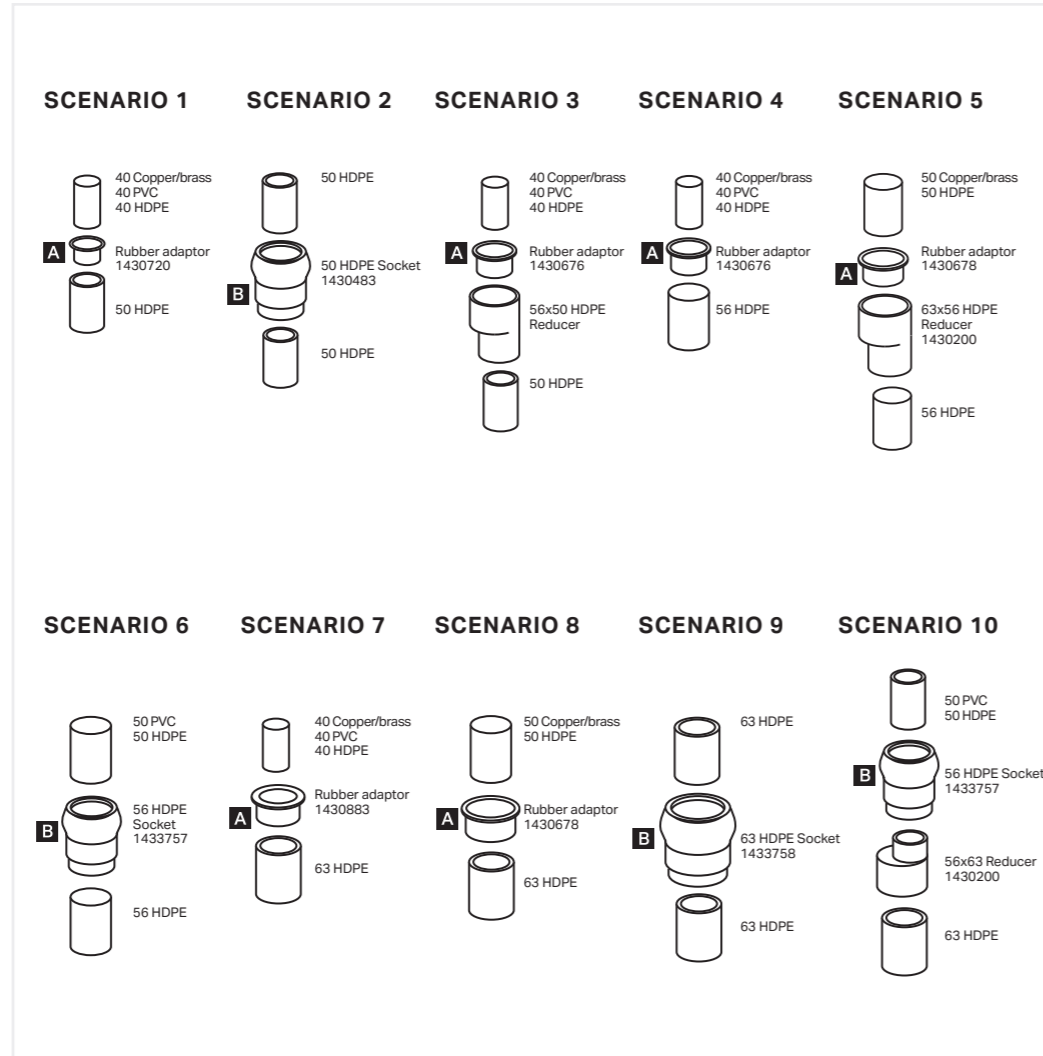 SCENARIO 1
40 Copper/brass
40 PVC
40 HDPE
A
Rubber adaptor
1430720
50 HDPE
SCENARIO 2
50 HDPE
B
50 HDPE Socket
1430483
50 HDPE
SCENARIO 3
40 Copper/brass
40 PVC
40 HDPE
A
Rubber adaptor
1430676
56x50 HDPE
Reducer
50 HDPE
SCENARIO 4
40 Copper/brass
40 PVC
40 HDPE
A
Rubber adaptor
1430676
56 HDPE
SCENARIO 5
50 Copper/brass
50 HDPE
A
Rubber adaptor
1430678
63x56 HDPE
Reducer
1430200
56 HDPE
SCENARIO 6
50 PVC
50 HDPE
B
56 HDPE
Socket
1433757
56 HDPE
SCENARIO 7
40 Copper/brass
40 PVC
40 HDPE
A
Rubber adaptor
1430883
63 HDPE
SCENARIO 8
50 Copper/brass
50 HDPE
A
Rubber adaptor
1430678
63 HDPE
SCENARIO 9
63 HDPE
B
63 HDPE Socket
1433758
63 HDPE
SCENARIO 10
50 PVC
50 HDPE
B
56 HDPE Socket
1433757
56x63 Reducer
1430200
63 HDPE